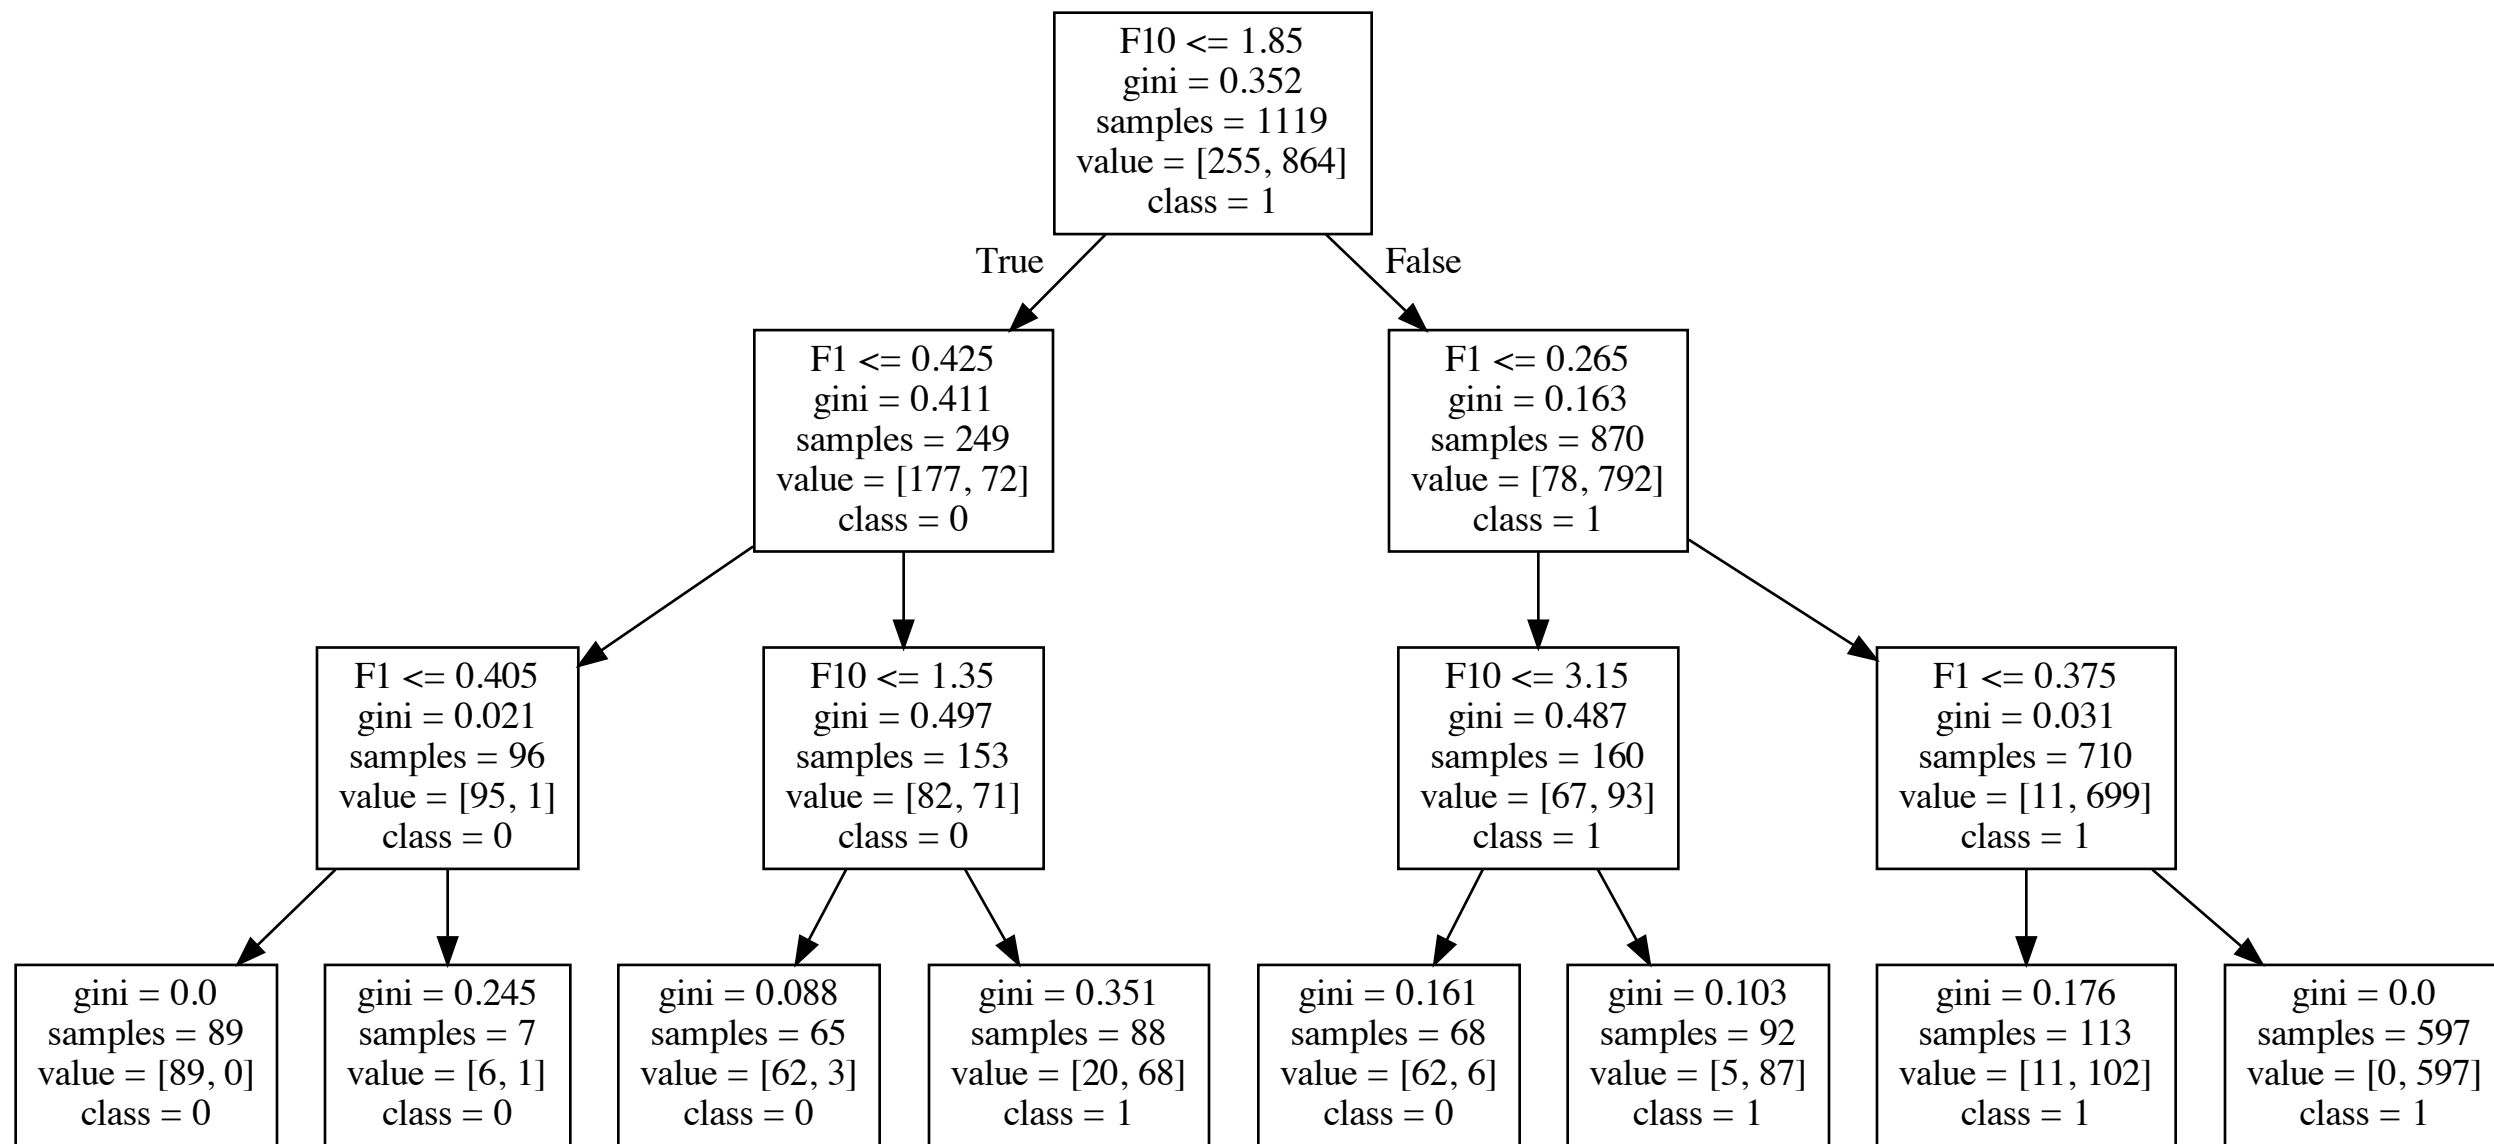 F10 <= 1.85
gini = 0.352
samples = 1119
value = [255, 864]
class = 1
True
False
F1 <= 0.425
gini = 0.411
samples = 249
value = [177, 72]
class = 0
F1 <= 0.265
gini = 0.163
samples = 870
value = [78, 792]
class = 1
F1 <= 0.405
gini = 0.021
samples = 96
value = [95, 1]
class = 0
F10 <= 1.35
gini = 0.497
samples = 153
value = [82, 71]
class = 0
F10 <= 3.15
gini = 0.487
samples = 160
value = [67, 93]
class = 1
F1 <= 0.375
gini = 0.031
samples = 710
value = [11, 699]
class = 1
gini = 0.0
samples = 89
value = [89, 0]
class = 0
gini = 0.245
samples = 7
value = [6, 1]
class = 0
gini = 0.088
samples = 65
value = [62, 3]
class = 0
gini = 0.351
samples = 88
value = [20, 68]
class = 1
gini = 0.161
samples = 68
value = [62, 6]
class = 0
gini = 0.103
samples = 92
value = [5, 87]
class = 1
gini = 0.176
samples = 113
value = [11, 102]
class = 1
gini = 0.0
samples = 597
value = [0, 597]
class = 1